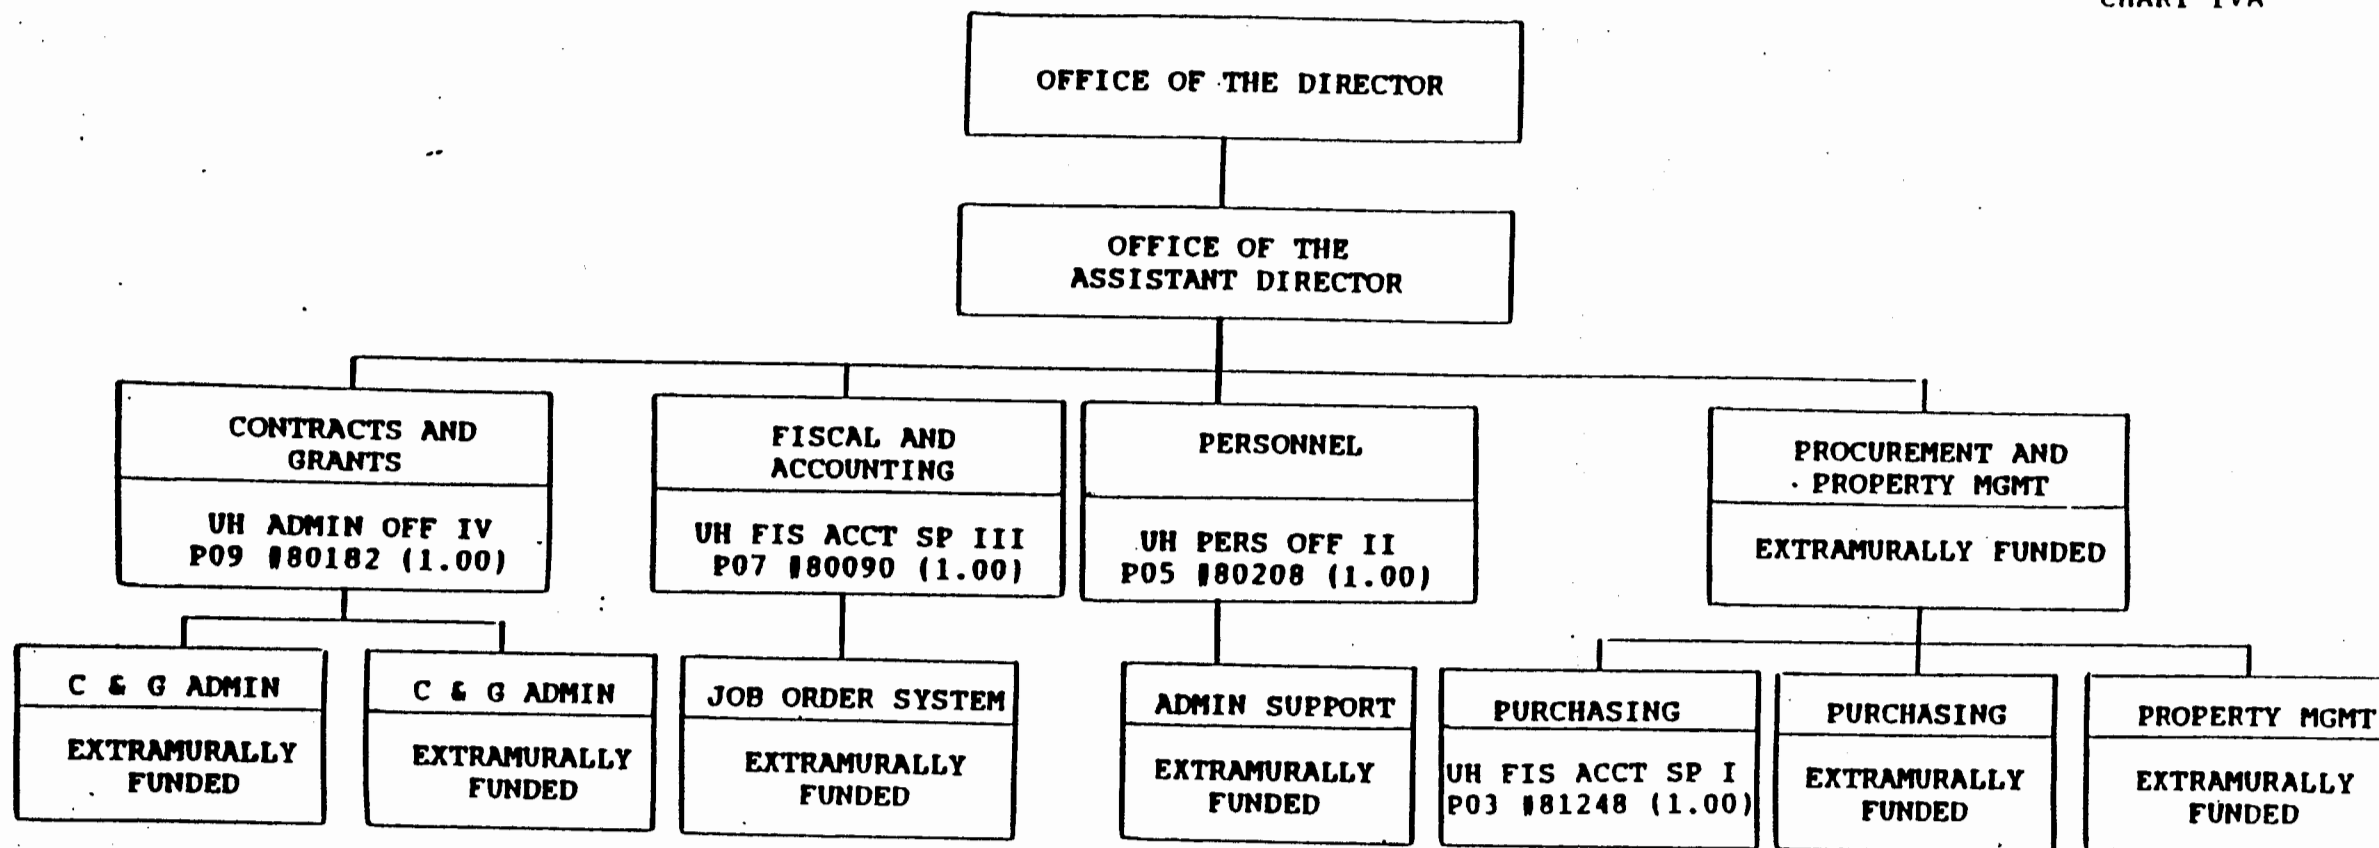 CHART IVA
OFFICE OF THE DIRECTOR
OFFICE OF THE
ASSISTANT DIRECTOR
CONTRACTS AND
GRANTS
UH ADMIN OFF IV
P09 #80182 (1.00)
FISCAL AND
ACCOUNTING
UH FIS ACCT SP III
P07 #80090 (1.00)
PERSONNEL
UH PERS OFF II
P05 #80208 (1.00)
PROCUREMENT AND
PROPERTY MGMT
EXTRAMURALLY FUNDED
C & G ADMIN
EXTRAMURALLY
FUNDED
C & G ADMIN
EXTRAMURALLY
FUNDED
JOB ORDER SYSTEM
EXTRAMURALLY
FUNDED
ADMIN SUPPORT
EXTRAMURALLY
FUNDED
PURCHASING
UH FIS ACCT SP I
P03 #81248 (1.00)
PURCHASING
EXTRAMURALLY
FUNDED
PROPERTY MGMT
EXTRAMURALLY
FUNDED